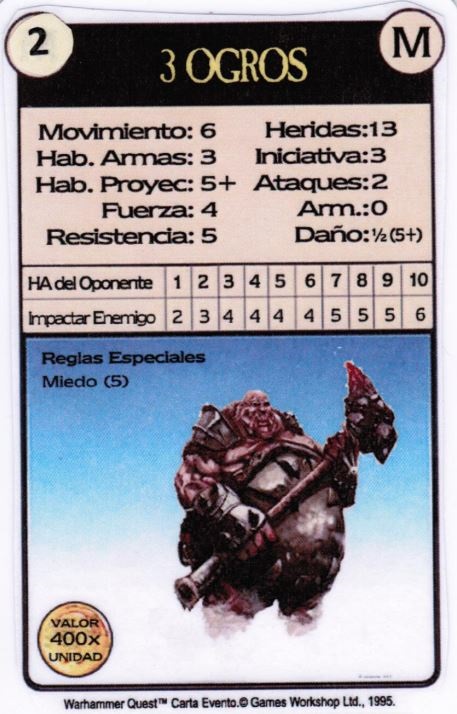 2
M
3 OGROS
Movimiento: 6 Heridas:13
Hab. Armas: 3 Iniciativa:3
Hab. Proyec: 5+ Ataques:2
Fuerza: 4 Arm.:0
Resistencia: 5 Daño:½(5+)
HA del Oponente 1 2 3 4 5 6 7 8 9 10
Impactar Enemigo 2 3 4 4 4 4 5 5 5 6
Reglas Especiales
Miedo (5)
VALOR
400x
UNIDAD
Warhammer Quest™ Carta Evento.© Games Workshop Ltd., 1995.